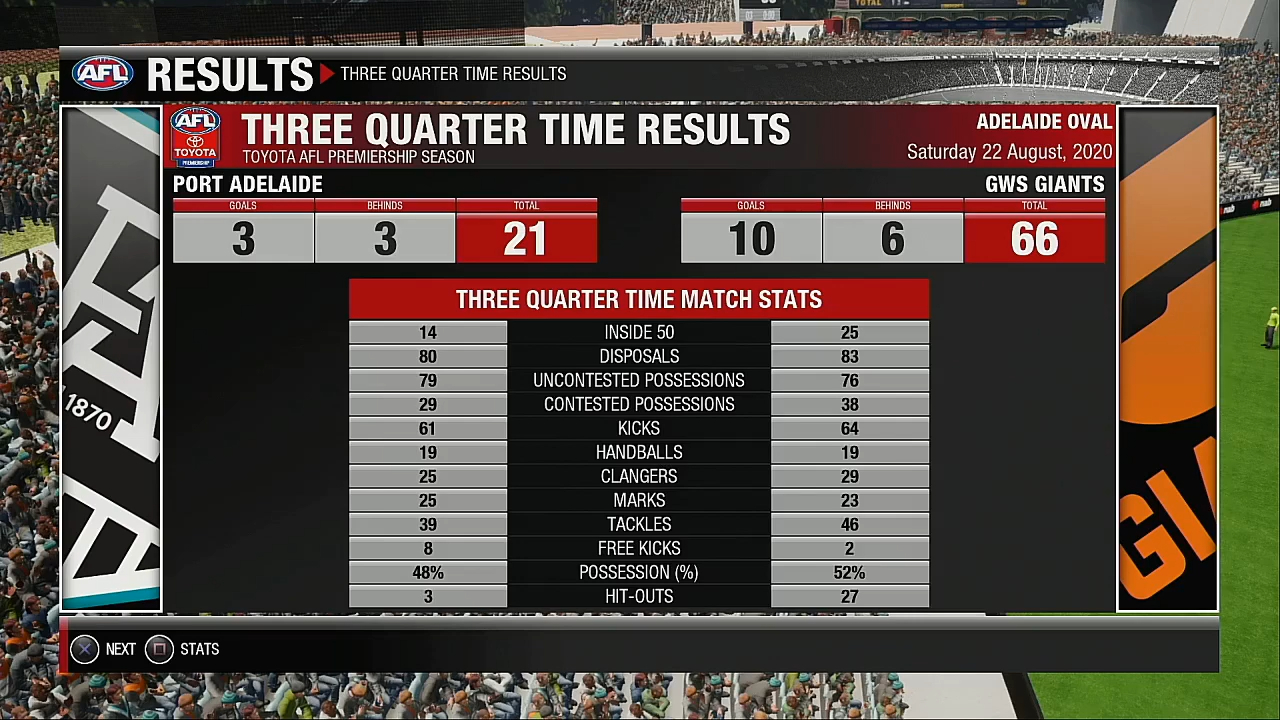 AFL RESULTS THREE QUARTER TIME RESULTS
AFL TOYOTA PREMIERSHIP
THREE QUARTER TIME RESULTS
ADELAIDE OVAL
TOYOTA AFL PREMIERSHIP SEASON
Saturday 22 August, 2020
PORT ADELAIDE
GWS GIANTS
GOALS BEHINDS TOTAL
GOALS BEHINDS TOTAL
3 3 21
10 6 66
THREE QUARTER TIME MATCH STATS
14 INSIDE 50 25
80 DISPOSALS 83
79 UNCONTESTED POSSESSIONS 76
29 CONTESTED POSSESSIONS 38
61 KICKS 64
19 HANDBALLS 19
25 CLANGERS 29
25 MARKS 23
39 TACKLES 46
8 FREE KICKS 2
48% POSSESSION (%) 52%
3 HIT-OUTS 27
1870
GIA
nab
NEXT STATS